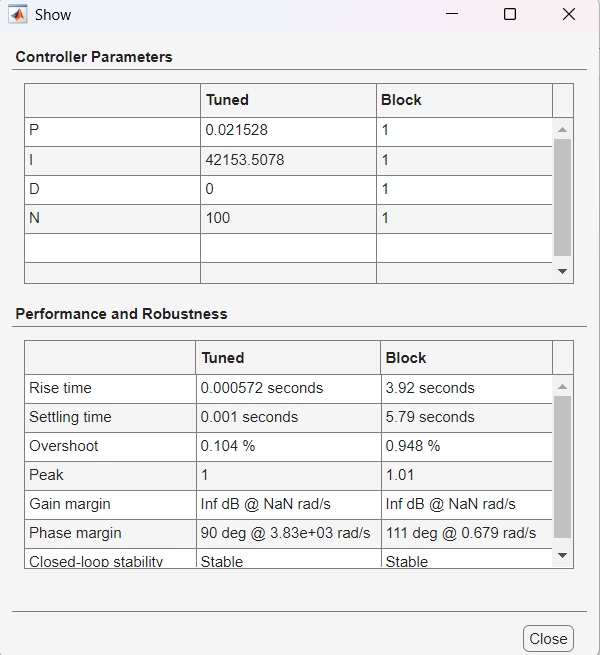 Show
Controller Parameters
Tuned Block
P 0.021528 1
I 42153.5078 1
D 0 1
N 100 1
Performance and Robustness
Tuned Block
Rise time 0.000572 seconds 3.92 seconds
Settling time 0.001 seconds 5.79 seconds
Overshoot 0.104 % 0.948 %
Peak 1 1.01
Gain margin Inf dB @ NaN rad/s Inf dB @ NaN rad/s
Phase margin 90 deg @ 3.83e+03 rad/s 111 deg @ 0.679 rad/s
Closed-loop stability Stable Stable
Close